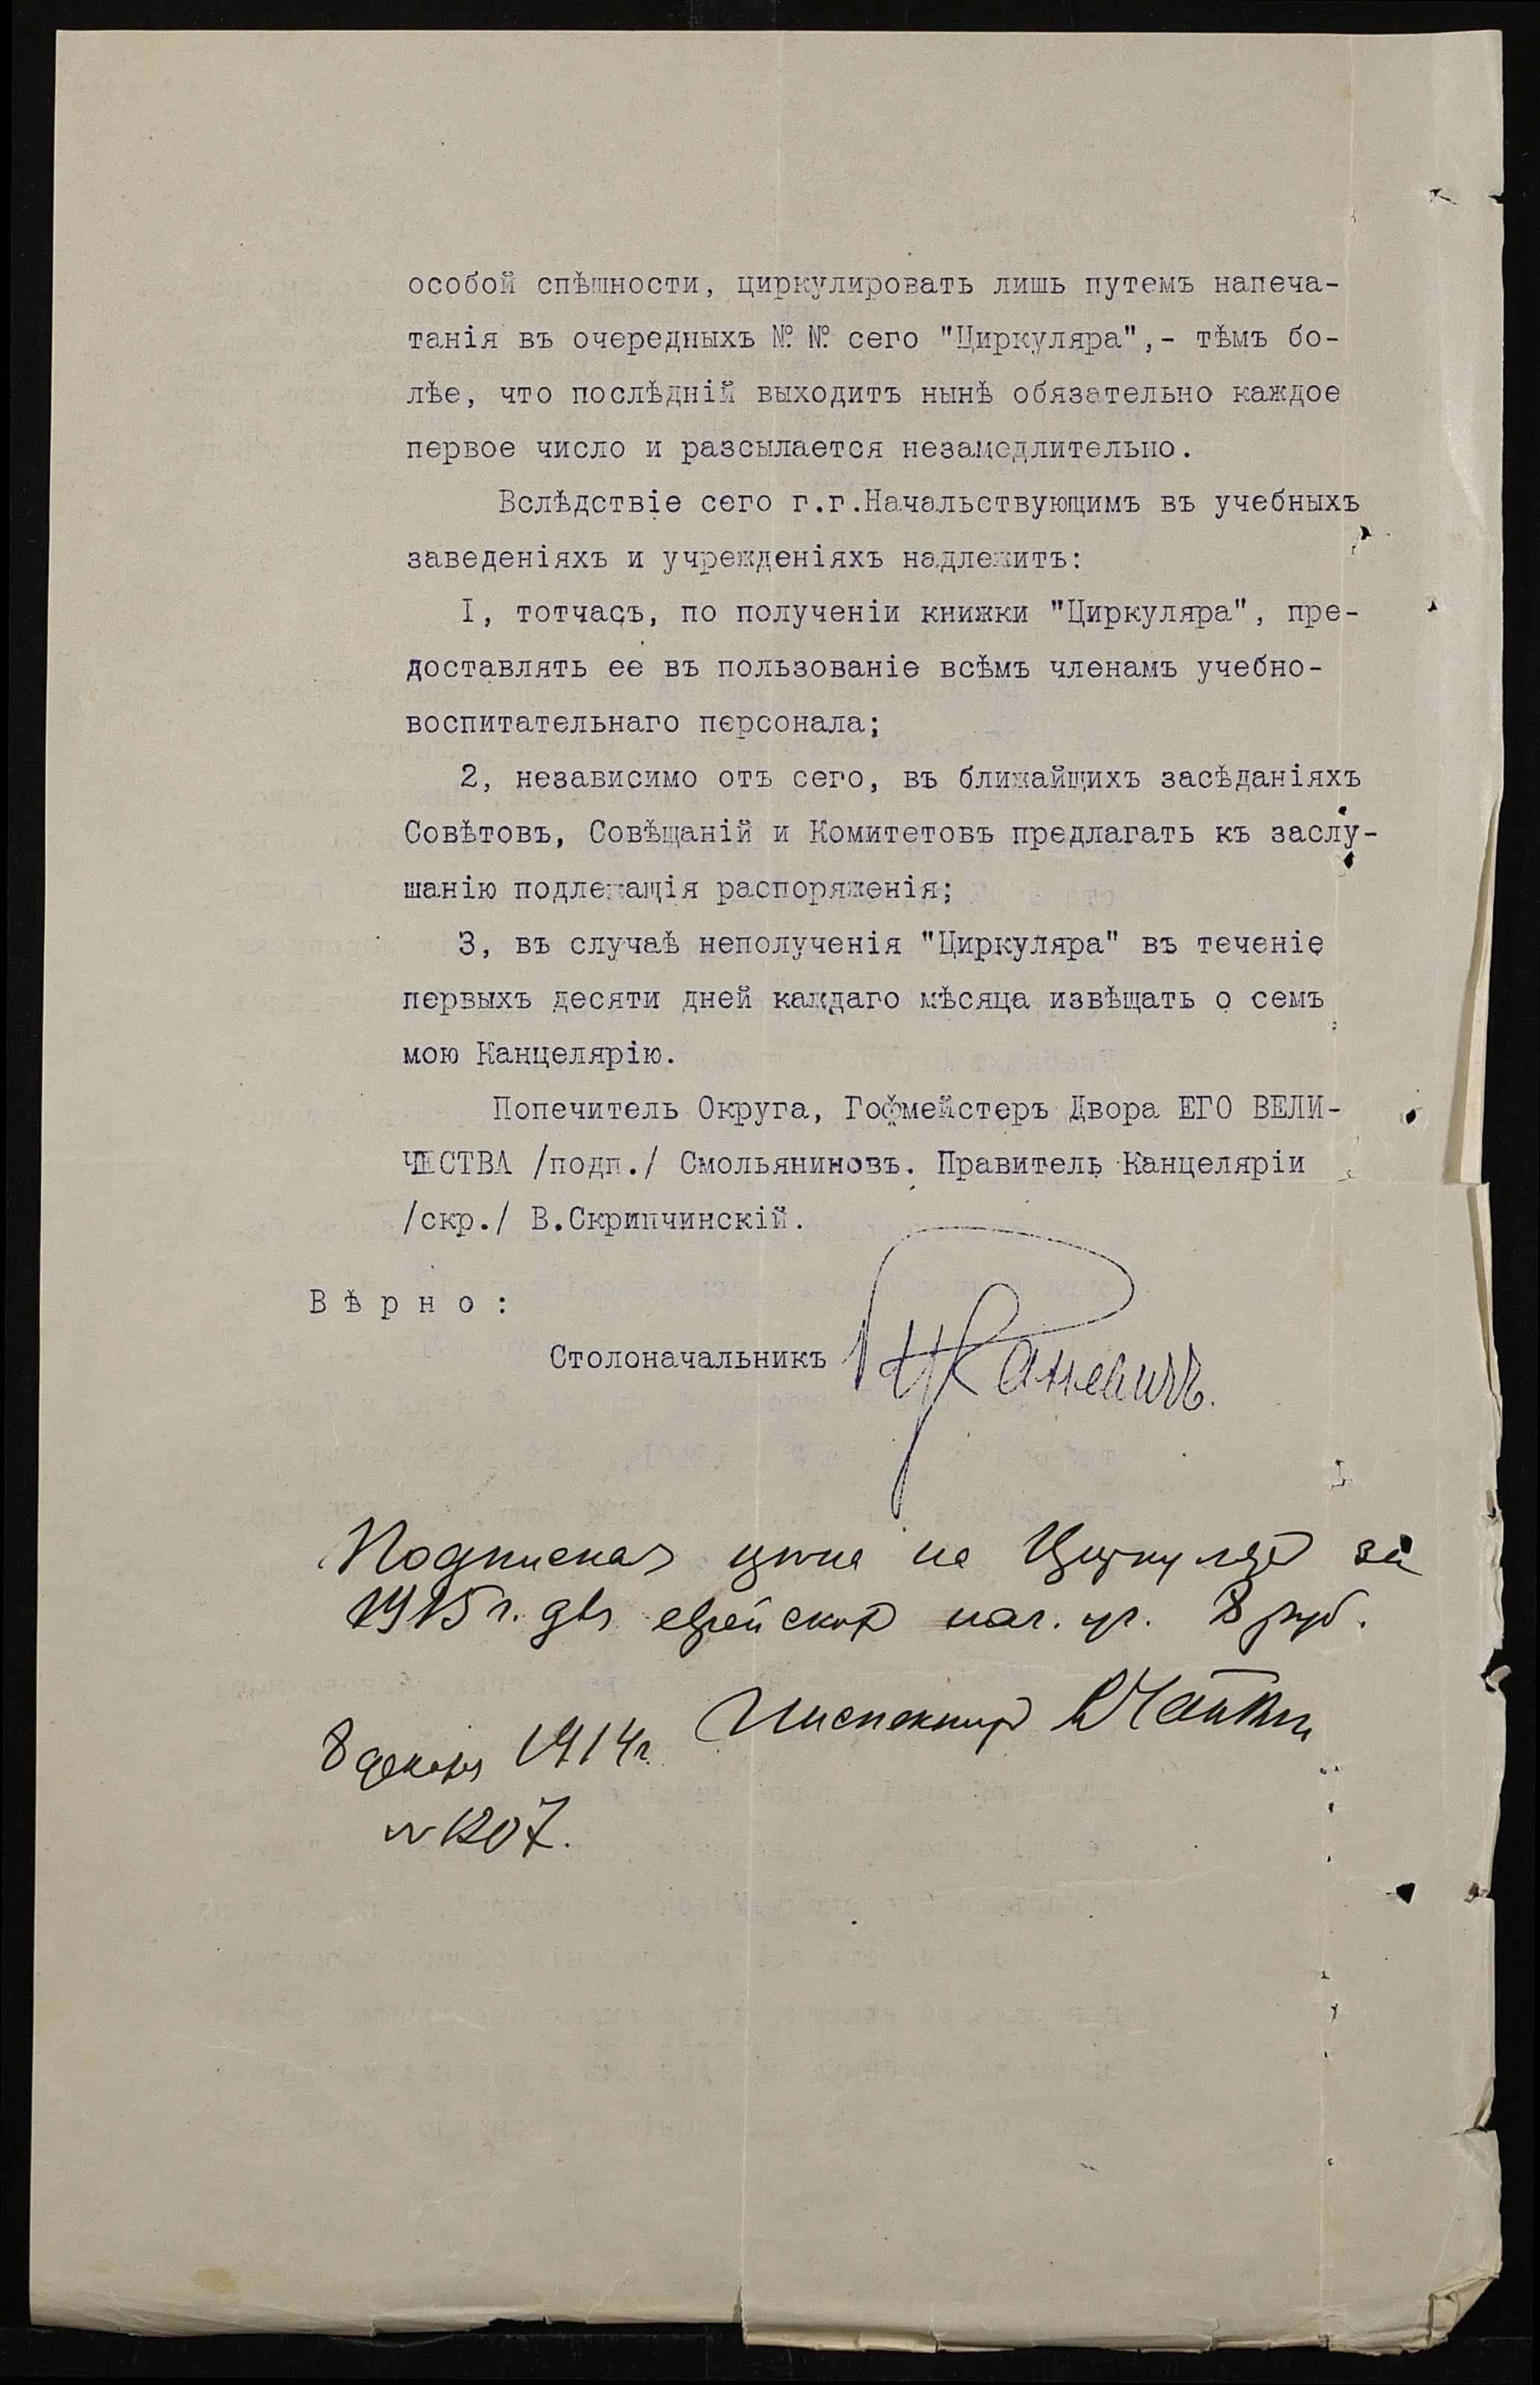 особой спѣшности, циркулировать лишь путемъ напеча-
танія въ очередныхъ №.№. сего "Циркуляра",- тѣмъ бо-
лѣе, что послѣдній выходитъ нынѣ обязательно каждое
первое число и разсылается незамедлительно.
Вслѣдствіе сего г.г.Начальствующимъ въ учебныхъ
заведеніяхъ и учрежденіяхъ надлежитъ:
I, тотчасъ, по полученіи книжки "Циркуляра", пре-
доставлять ее въ пользованіе всѣмъ членамъ учебно-
воспитательнаго персонала;
2, независимо отъ сего, въ ближайщихъ засѣданіяхъ
Совѣтовъ, Совѣщаній и Комитетовъ предлагать къ заслу-
шанію подлежащія распоряженія;
3, въ случаѣ неполученія "Циркуляра" въ теченіе
первыхъ десяти дней каждаго мѣсяца извѣщать о семъ
мою Канцелярію.
Попечитель Округа, Гофмейстеръ Двора ЕГО ВЕЛИ-
ЧЕСТВА /подп./ Смольяниновъ. Правитель Канцеляріи
/скр./ В.Скрипчинскій.
Вѣрно:
Столоначальникъ
Подписная цѣна на Циркуляр за
1915 г. для еврейских нач. уч. 8 руб.
Инспектор
8 декабря 1914 г.
№ 1207.